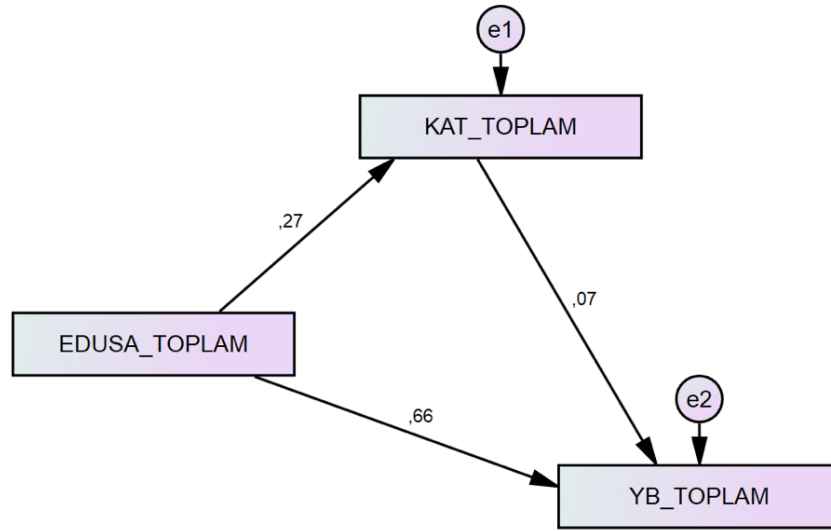 e1
KAT_TOPLAM
,27
,07
EDUSA_TOPLAM
,66
e2
YB_TOPLAM